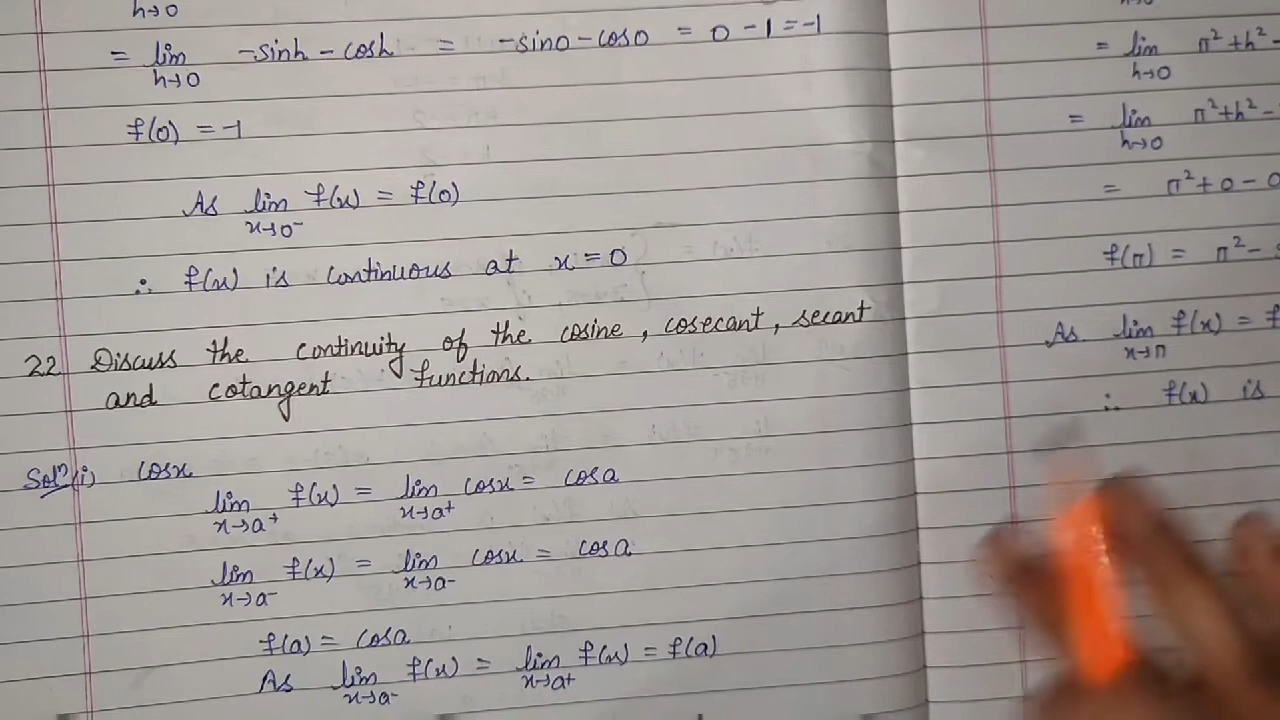 h→0
= lim -sinh - cosh = -sin0 - cos0 = 0 - 1 = -1
h→0
f(0) = -1
As lim f(x) = f(0)
x→0⁻
∴ f(x) is continuous at x = 0
22 Discuss the continuity of the cosine, cosecant, secant
and cotangent functions.
Solⁿ (i) cosx
lim f(x) = lim cosx = cosa
x→a⁺ x→a⁺
lim f(x) = lim cosx = cosa
x→a⁻ x→a⁻
f(a) = cosa
As lim f(x) = lim f(x) = f(a)
x→a⁻ x→a⁺
= lim π²+h²-
h→0
= lim π²+h²-
h→0
= π²+0-0
f(π) = π²-
As lim f(x) =
x→π
∴ f(x) is